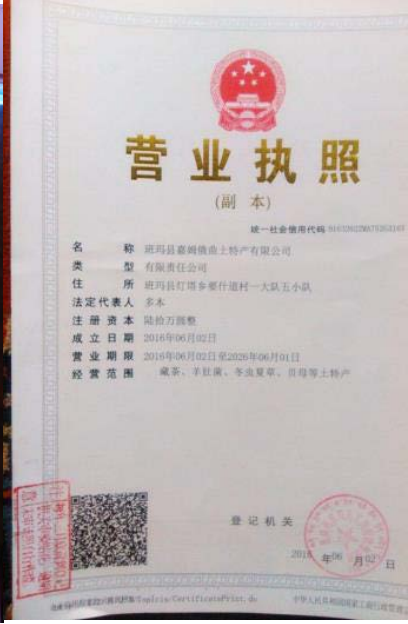 营业执照
(副 本)
统一社会信用代码
名 称 班玛县嘉姆俄曲土特产有限公司
类 型 有限责任公司
住 所 班玛县灯塔乡要什道村一大队五小队
法定代表人 多本
注册资本 陆拾万圆整
成立日期 2016年06月02日
营业期限 2016年06月02日至2026年06月01日
经营范围 藏茶、羊肚菌、冬虫夏草、贝母等土特产
登记机关
2016 年 06 月 02 日